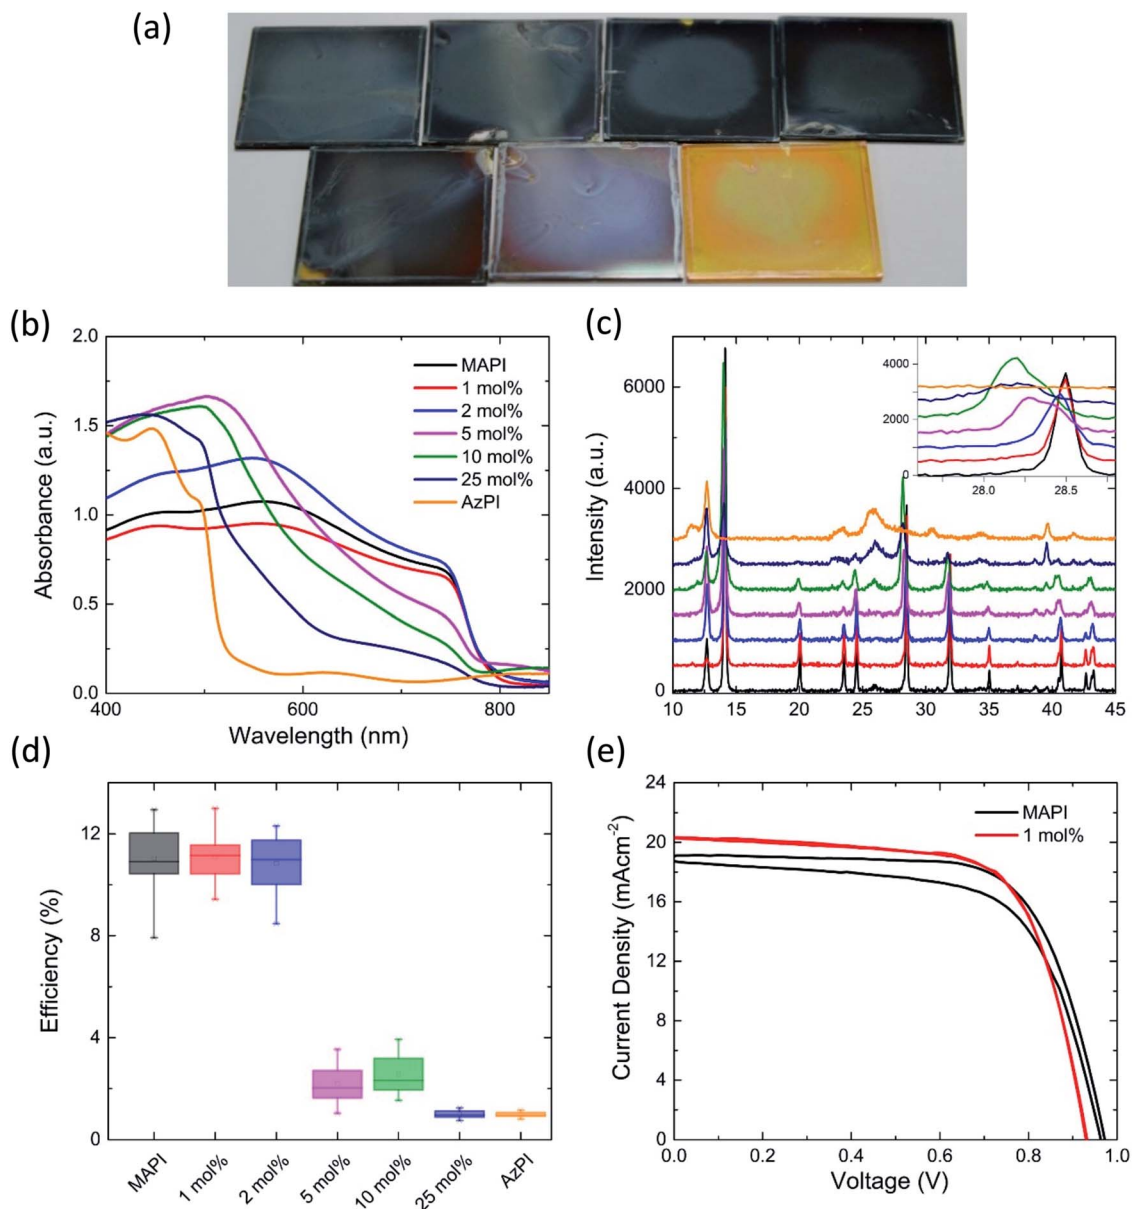 (a)
(b)
2.0
1.5
1.0
0.5
0.0
400
600
800
Absorbance (a.u.)
Wavelength (nm)
MAPI
1 mol%
2 mol%
5 mol%
10 mol%
25 mol%
AzPI
(c)
6000
4000
2000
0
10
15
20
25
30
35
40
45
Intensity (a.u.)
4000
2000
0
28.0
28.5
(d)
12
8
4
0
Efficiency (%)
MAPI
1 mol%
2 mol%
5 mol%
10 mol%
25 mol%
AzPI
(e)
24
20
16
12
8
4
0
0.0
0.2
0.4
0.6
0.8
1.0
Current Density (mAcm⁻²)
Voltage (V)
MAPI
1 mol%